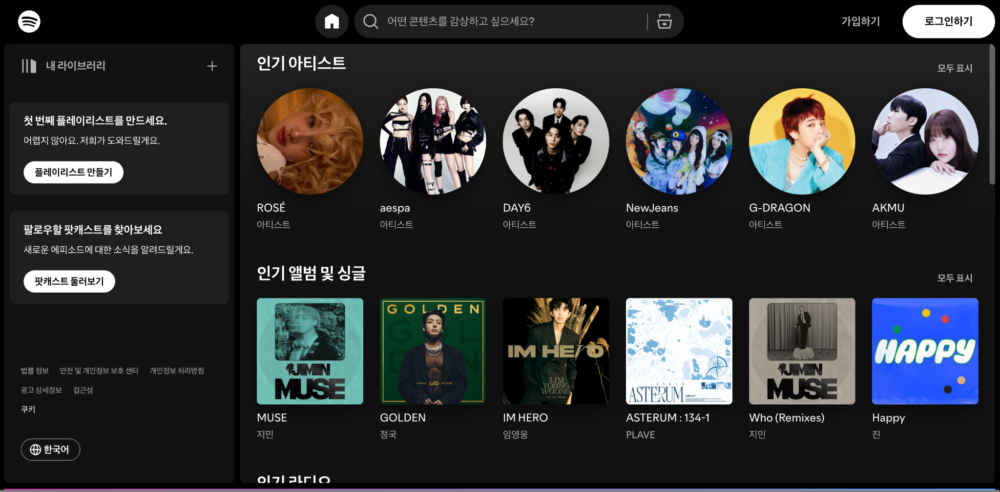 어떤 콘텐츠를 감상하고 싶으세요?
가입하기
로그인하기
내 라이브러리
첫 번째 플레이리스트를 만드세요.
어렵지 않아요. 저희가 도와드릴게요.
플레이리스트 만들기
팔로우할 팟캐스트를 찾아보세요
새로운 에피소드에 대한 소식을 알려드릴게요.
팟캐스트 둘러보기
법률 정보 안전 및 개인정보 보호 센터 개인정보 처리방침
광고 상세정보 접근성
쿠키
한국어
인기 아티스트
모두 표시
ROSÉ
아티스트
aespa
아티스트
DAY6
아티스트
NewJeans
아티스트
G-DRAGON
아티스트
AKMU
아티스트
인기 앨범 및 싱글
모두 표시
JIMIN
MUSE
MUSE
지민
GOLDEN
GOL
DEN
JUNG KOOK
GOLDEN
정국
IM HERO
LIM
YOUNG
WOONG
The 1st Album
IM HERO
임영웅
: 134-1
ASTERUM
plave
ASTERUM : 134-1
PLAVE
JIMIN
MUSE
Who (Remixes)
지민
HAPPY
Happy
진
인기 라디오